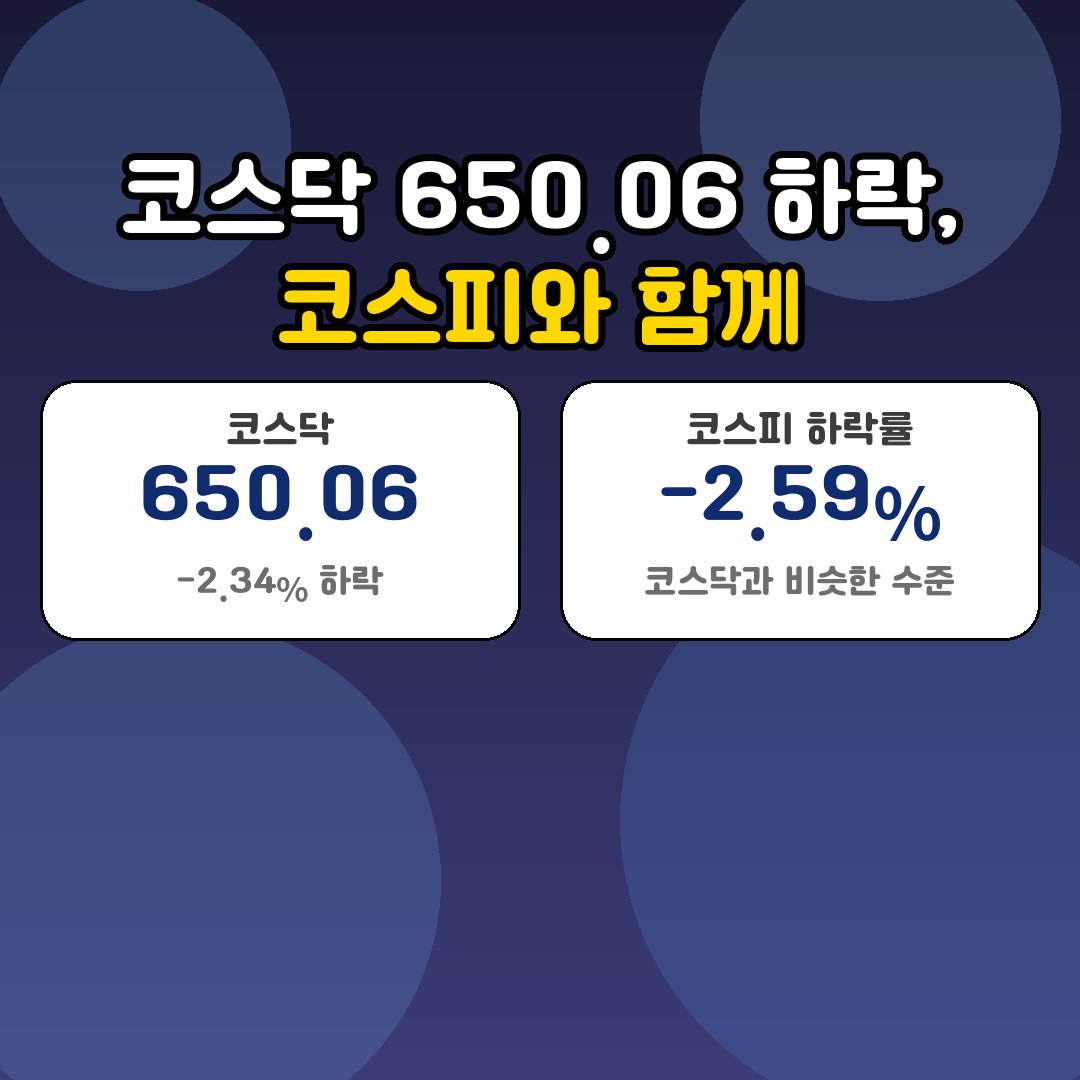 코스닥 650.06 하락,
코스피와 함께
코스닥
650.06
-2.34% 하락
코스피 하락률
-2.59%
코스닥과 비슷한 수준